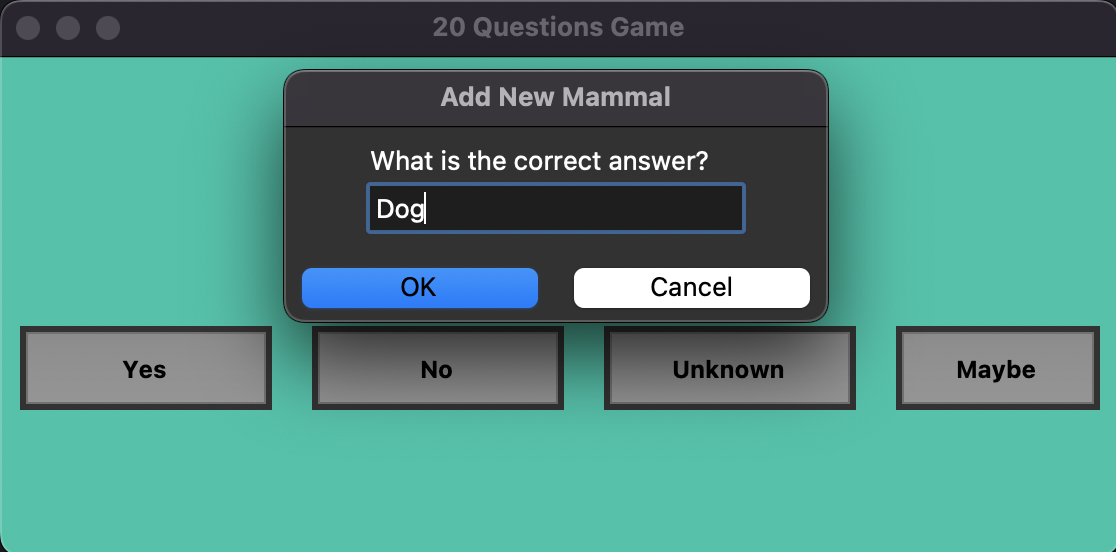 20 Questions Game
Add New Mammal
What is the correct answer?
Dog
OK Cancel
Yes No Unknown Maybe